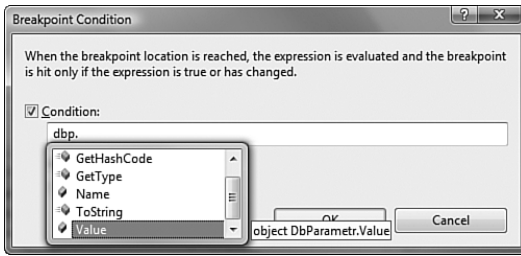 Breakpoint Condition
When the breakpoint location is reached, the expression is evaluated and the breakpoint
is hit only if the expression is true or has changed.
Condition:
dbp.
GetHashCode
GetType
Name
ToString
Value
object DbParametr.Value
OK
Cancel